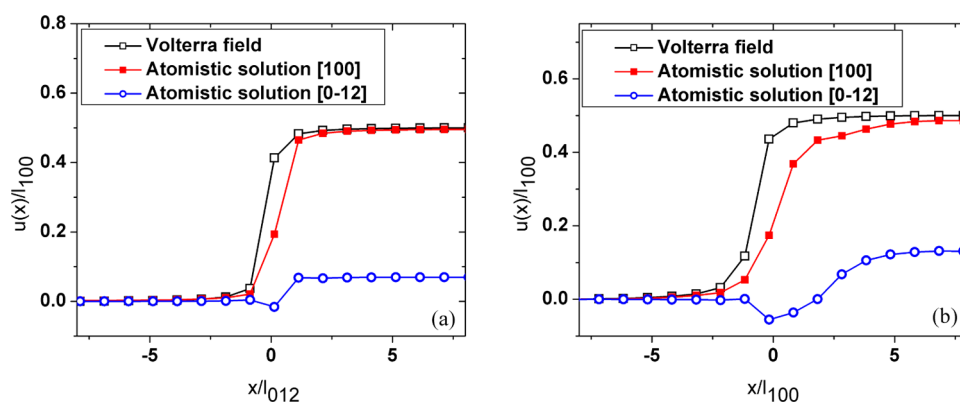 0.8
0.6
0.4
0.2
0.0
u(x)/l100
Volterra field
Atomistic solution [100]
Atomistic solution [0-12]
(a)
-5
0
5
x/l012
0.6
0.4
0.2
0.0
u(x)/l100
Volterra field
Atomistic solution [100]
Atomistic solution [0-12]
(b)
-5
0
5
x/l100